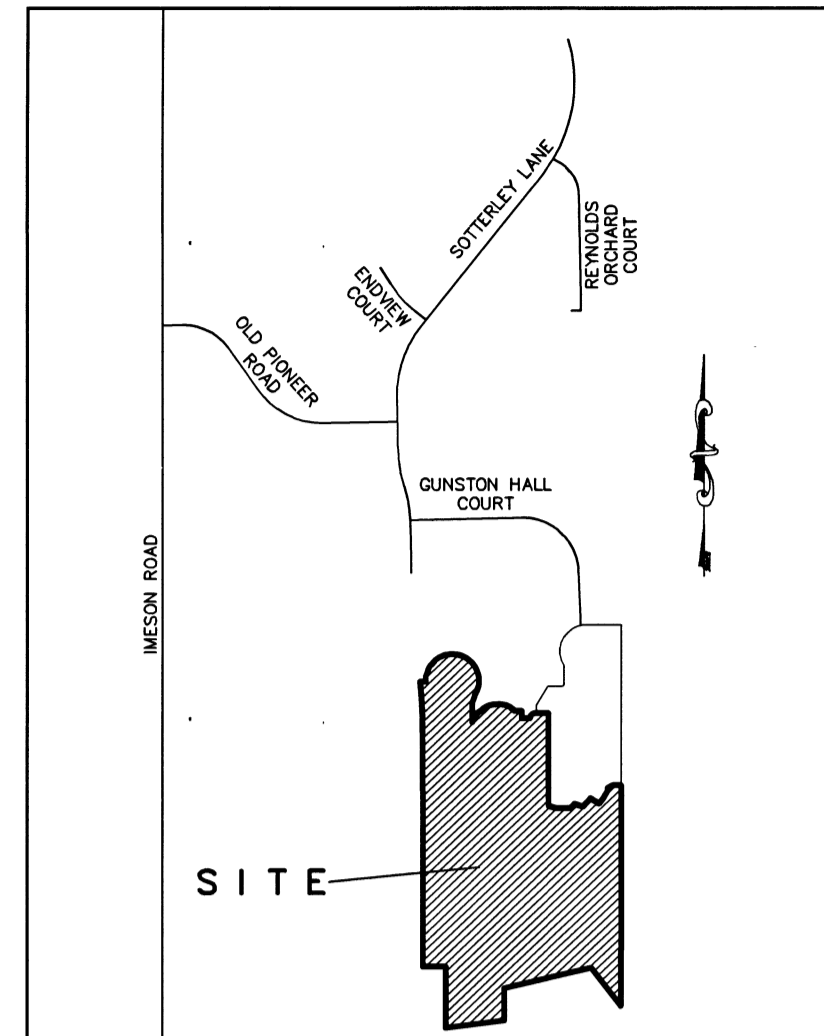 SOTTERLEY LANE
REYNOLDS
ORCHARD
COURT
ENDVIEW
COURT
OLD PIONEER
ROAD
GUNSTON HALL
COURT
IMESON ROAD
SITE